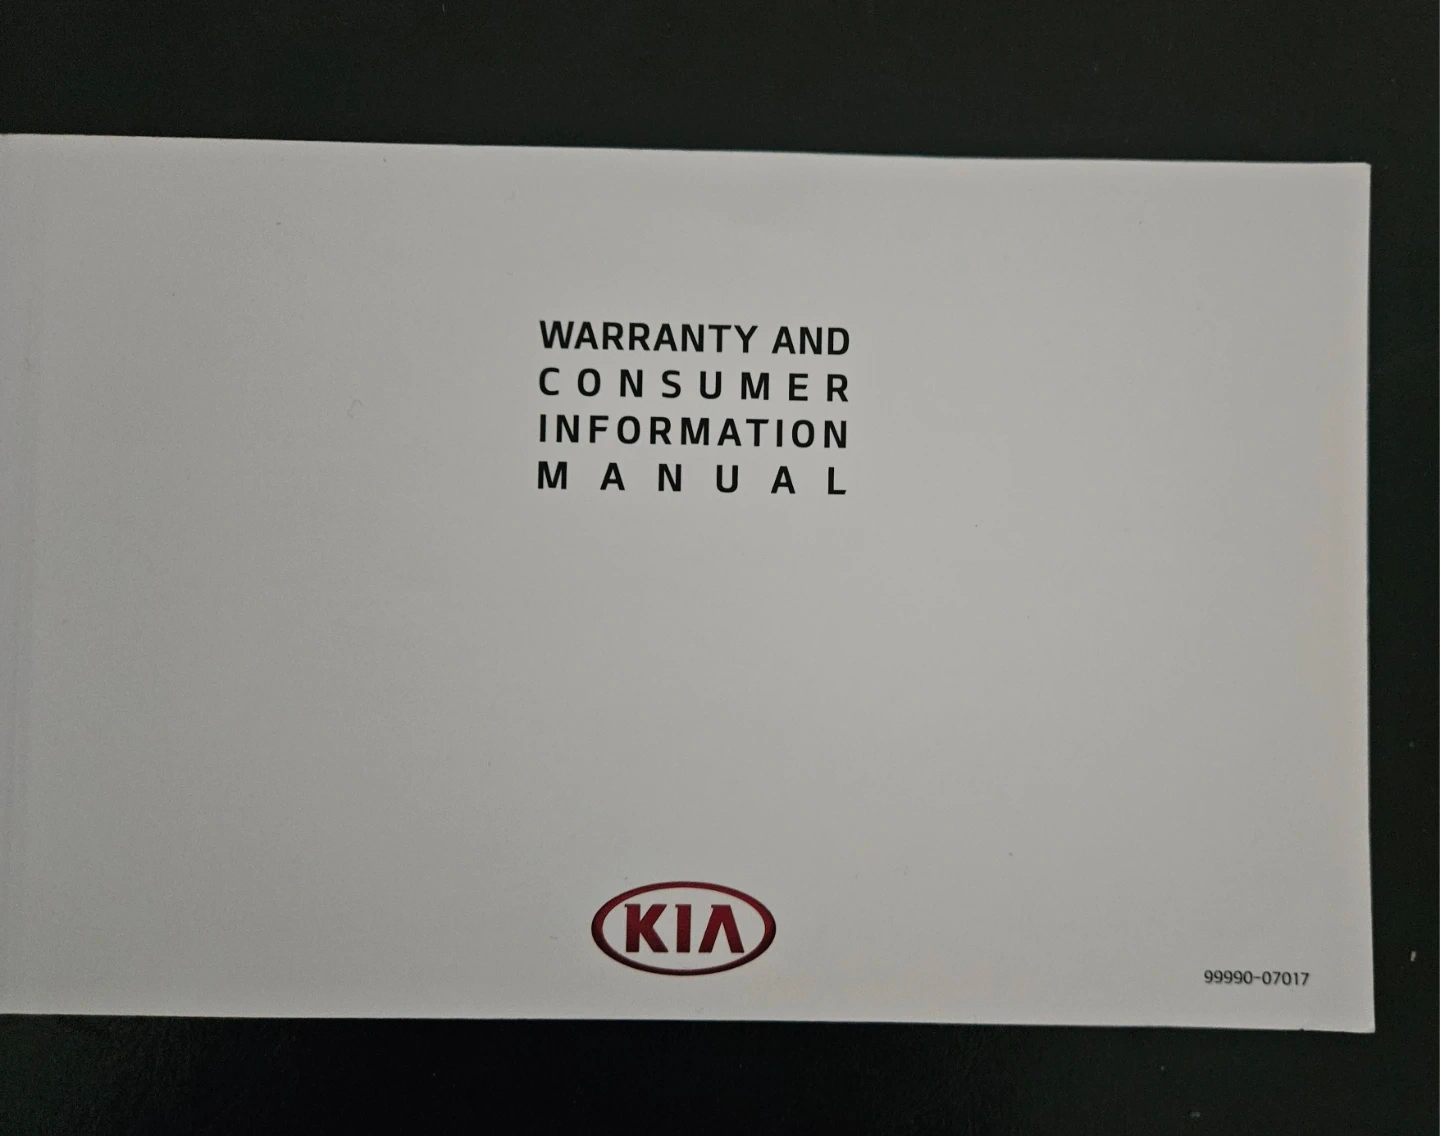 WARRANTY AND
CONSUMER
INFORMATION
MANUAL
KIA
99990-07017